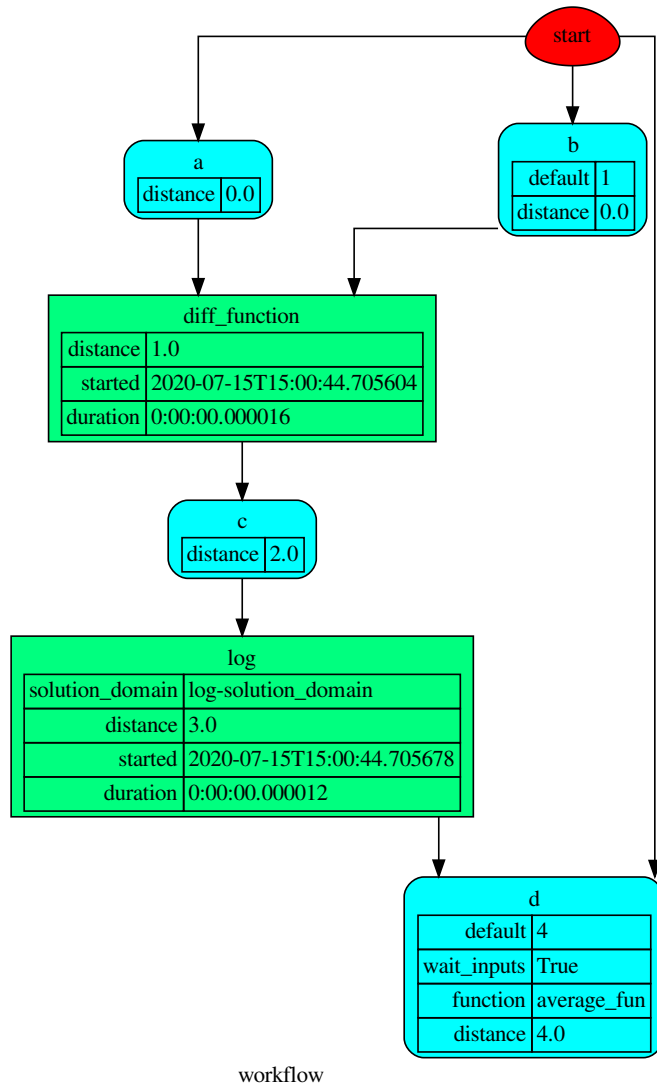 start
a
distance 0.0
b
default 1
distance 0.0
diff_function
distance 1.0
started 2020-07-15T15:00:44.705604
duration 0:00:00.000016
c
distance 2.0
log
solution_domain log-solution_domain
distance 3.0
started 2020-07-15T15:00:44.705678
duration 0:00:00.000012
d
default 4
wait_inputs True
function average_fun
distance 4.0
workflow